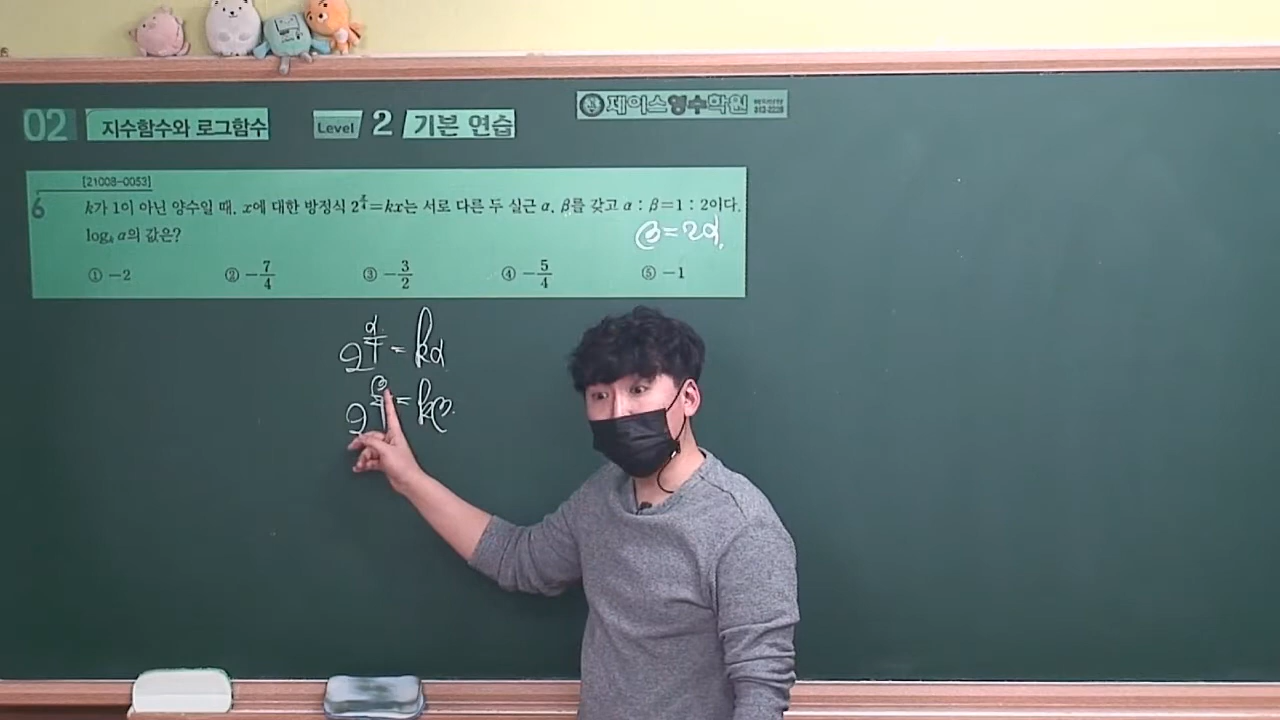 02 지수함수와 로그함수 Level 2 기본 연습
제이스영수학원
[21008-0053]
6 k가 1이 아닌 양수일 때, x에 대한 방정식 2^{x/4}=kx는 서로 다른 두 실근 α, β를 갖고 α : β=1 : 2이다.
logₖ α의 값은?
β=2α.
① -2 ② -7/4 ③ -3/2 ④ -5/4 ⑤ -1
2^{α/4} = kα
2^{β/4} = kβ.